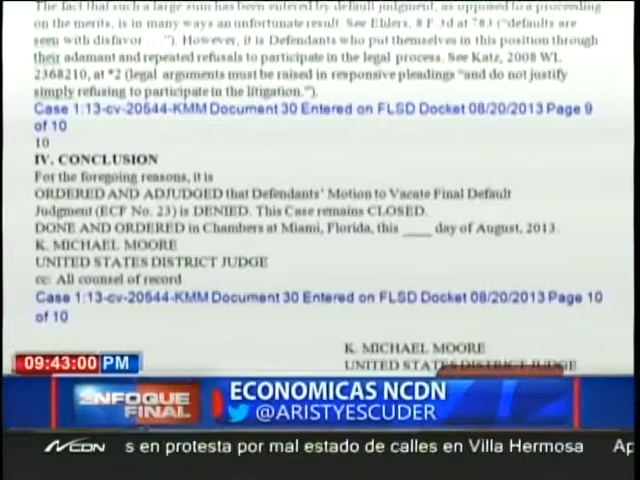 The fact that such a large sum has been entered by default judgment, as opposed to a proceeding
on the merits, is in many ways an unfortunate result. See Ehlers, 8 F.3d at 783 ("defaults are
seen with disfavor . . ."). However, it is Defendants who put themselves in this position through
their adamant and repeated refusals to participate in the legal process. See Katz, 2008 WL
2368210, at *2 (legal arguments must be raised in responsive pleadings "and do not justify
simply refusing to participate in the litigation.").
Case 1:13-cv-20544-KMM Document 30 Entered on FLSD Docket 08/20/2013 Page 9
of 10
10
IV. CONCLUSION
For the foregoing reasons, it is
ORDERED AND ADJUDGED that Defendants' Motion to Vacate Final Default
Judgment (ECF No. 23) is DENIED. This Case remains CLOSED.
DONE AND ORDERED in Chambers at Miami, Florida, this ____ day of August, 2013.
K. MICHAEL MOORE
UNITED STATES DISTRICT JUDGE
cc: All counsel of record
Case 1:13-cv-20544-KMM Document 30 Entered on FLSD Docket 08/20/2013 Page 10
of 10
K. MICHAEL MOORE
UNITED STATES DISTRICT JUDGE
09:43:00 PM
ENFOQUE
FINAL
ECONOMICAS NCDN
@ARISTYESCUDER
NCDN s en protesta por mal estado de calles en Villa Hermosa Ap